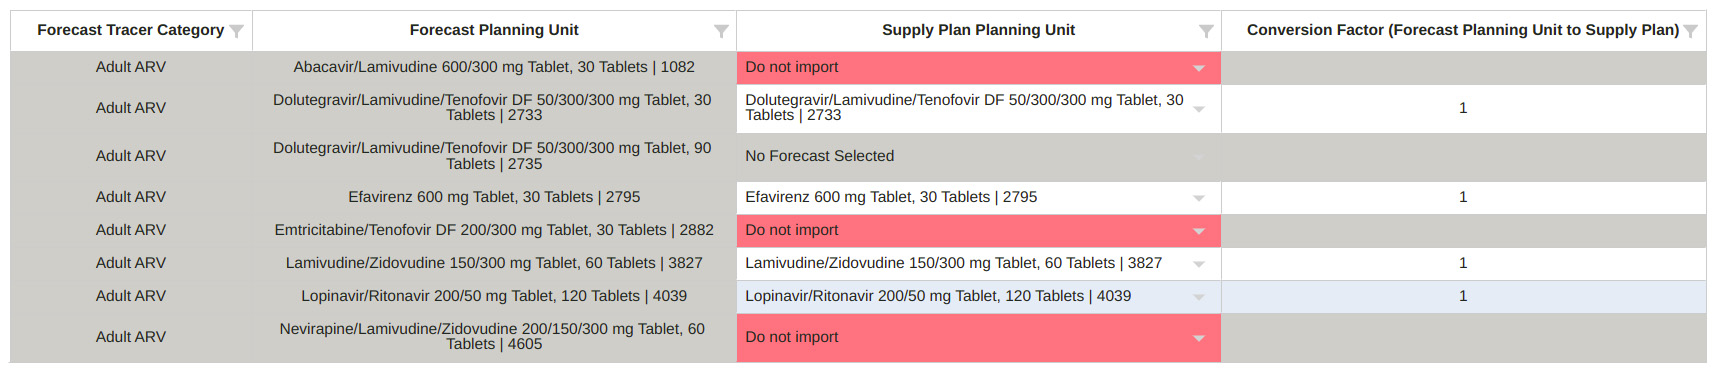 Forecast Tracer Category Forecast Planning Unit Supply Plan Planning Unit Conversion Factor (Forecast Planning Unit to Supply Plan)
Adult ARV Abacavir/Lamivudine 600/300 mg Tablet, 30 Tablets | 1082 Do not import
Adult ARV Dolutegravir/Lamivudine/Tenofovir DF 50/300/300 mg Tablet, 30
Tablets | 2733 Dolutegravir/Lamivudine/Tenofovir DF 50/300/300 mg Tablet, 30
Tablets | 2733 1
Adult ARV Dolutegravir/Lamivudine/Tenofovir DF 50/300/300 mg Tablet, 90
Tablets | 2735 No Forecast Selected
Adult ARV Efavirenz 600 mg Tablet, 30 Tablets | 2795 Efavirenz 600 mg Tablet, 30 Tablets | 2795 1
Adult ARV Emtricitabine/Tenofovir DF 200/300 mg Tablet, 30 Tablets | 2882 Do not import
Adult ARV Lamivudine/Zidovudine 150/300 mg Tablet, 60 Tablets | 3827 Lamivudine/Zidovudine 150/300 mg Tablet, 60 Tablets | 3827 1
Adult ARV Lopinavir/Ritonavir 200/50 mg Tablet, 120 Tablets | 4039 Lopinavir/Ritonavir 200/50 mg Tablet, 120 Tablets | 4039 1
Adult ARV Nevirapine/Lamivudine/Zidovudine 200/150/300 mg Tablet, 60
Tablets | 4605 Do not import